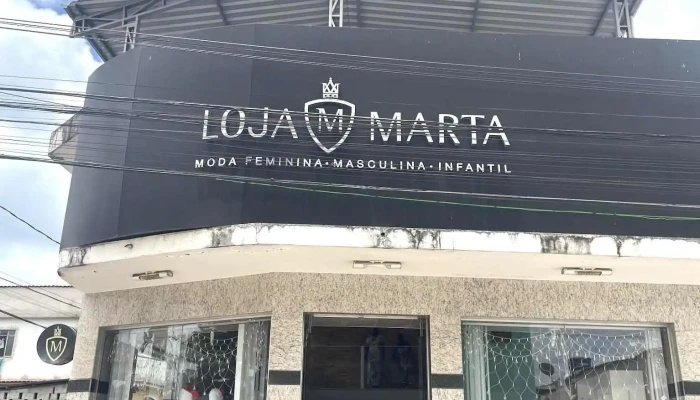 LOJA M MARTA
MODA FEMININA·MASCULINA·INFANTIL
M